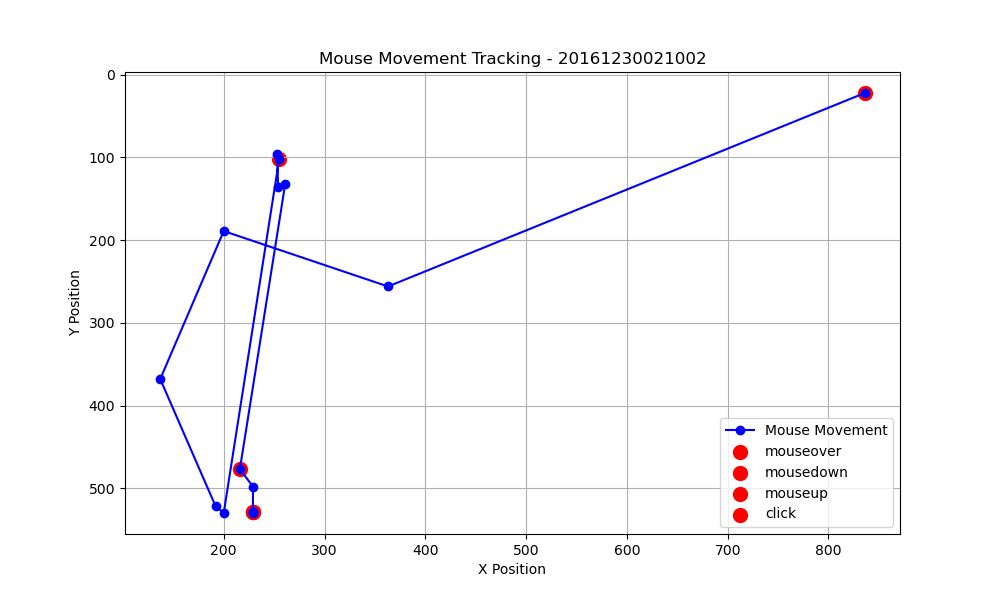 Mouse Movement Tracking - 20161230021002
0
100
200
300
400
500
Y Position
200
300
400
500
600
700
800
X Position
Mouse Movement
mouseover
mousedown
mouseup
click